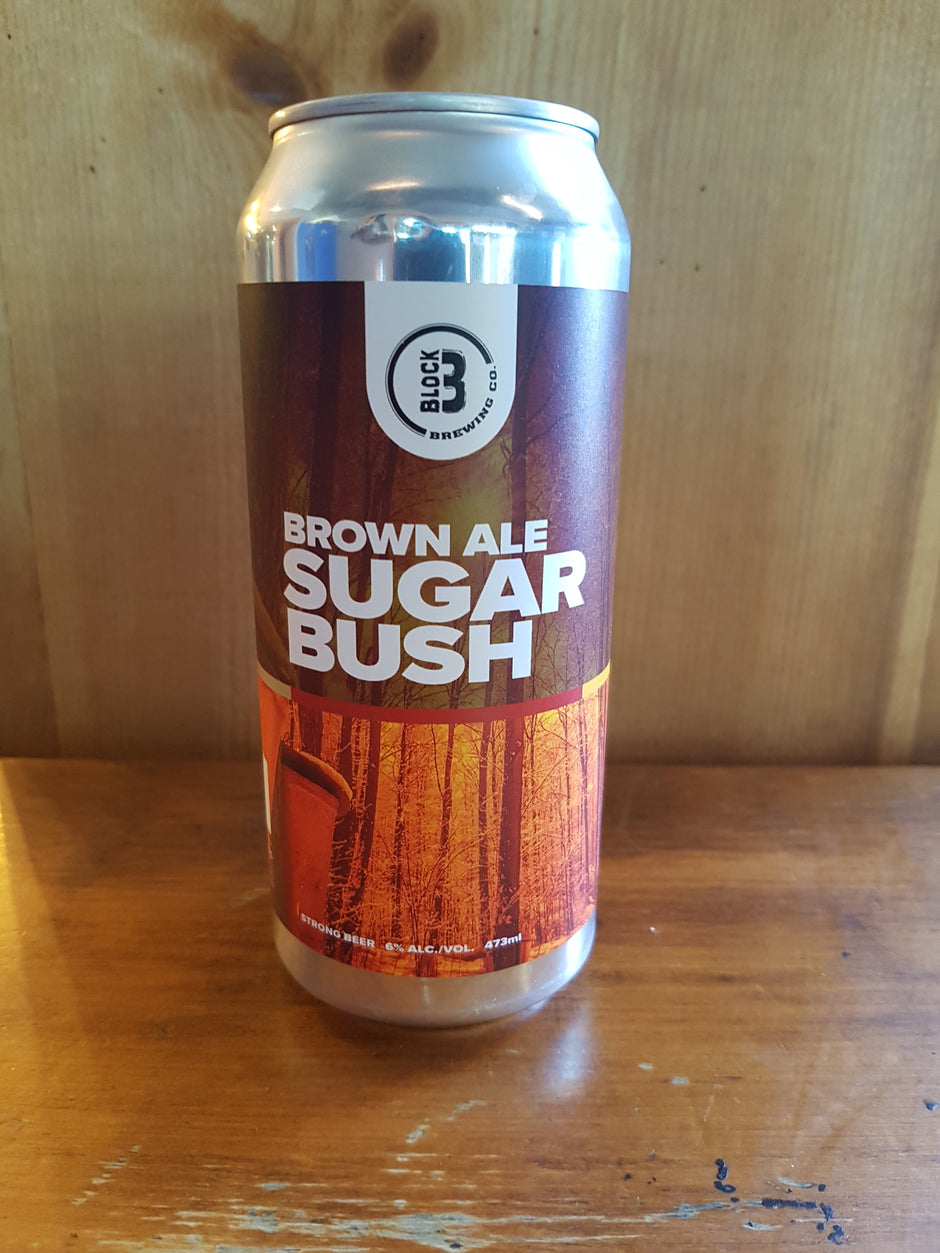 BLOCK
3
BREWING CO.
BROWN ALE
SUGAR
BUSH
STRONG BEER 6% ALC./VOL. 473ml